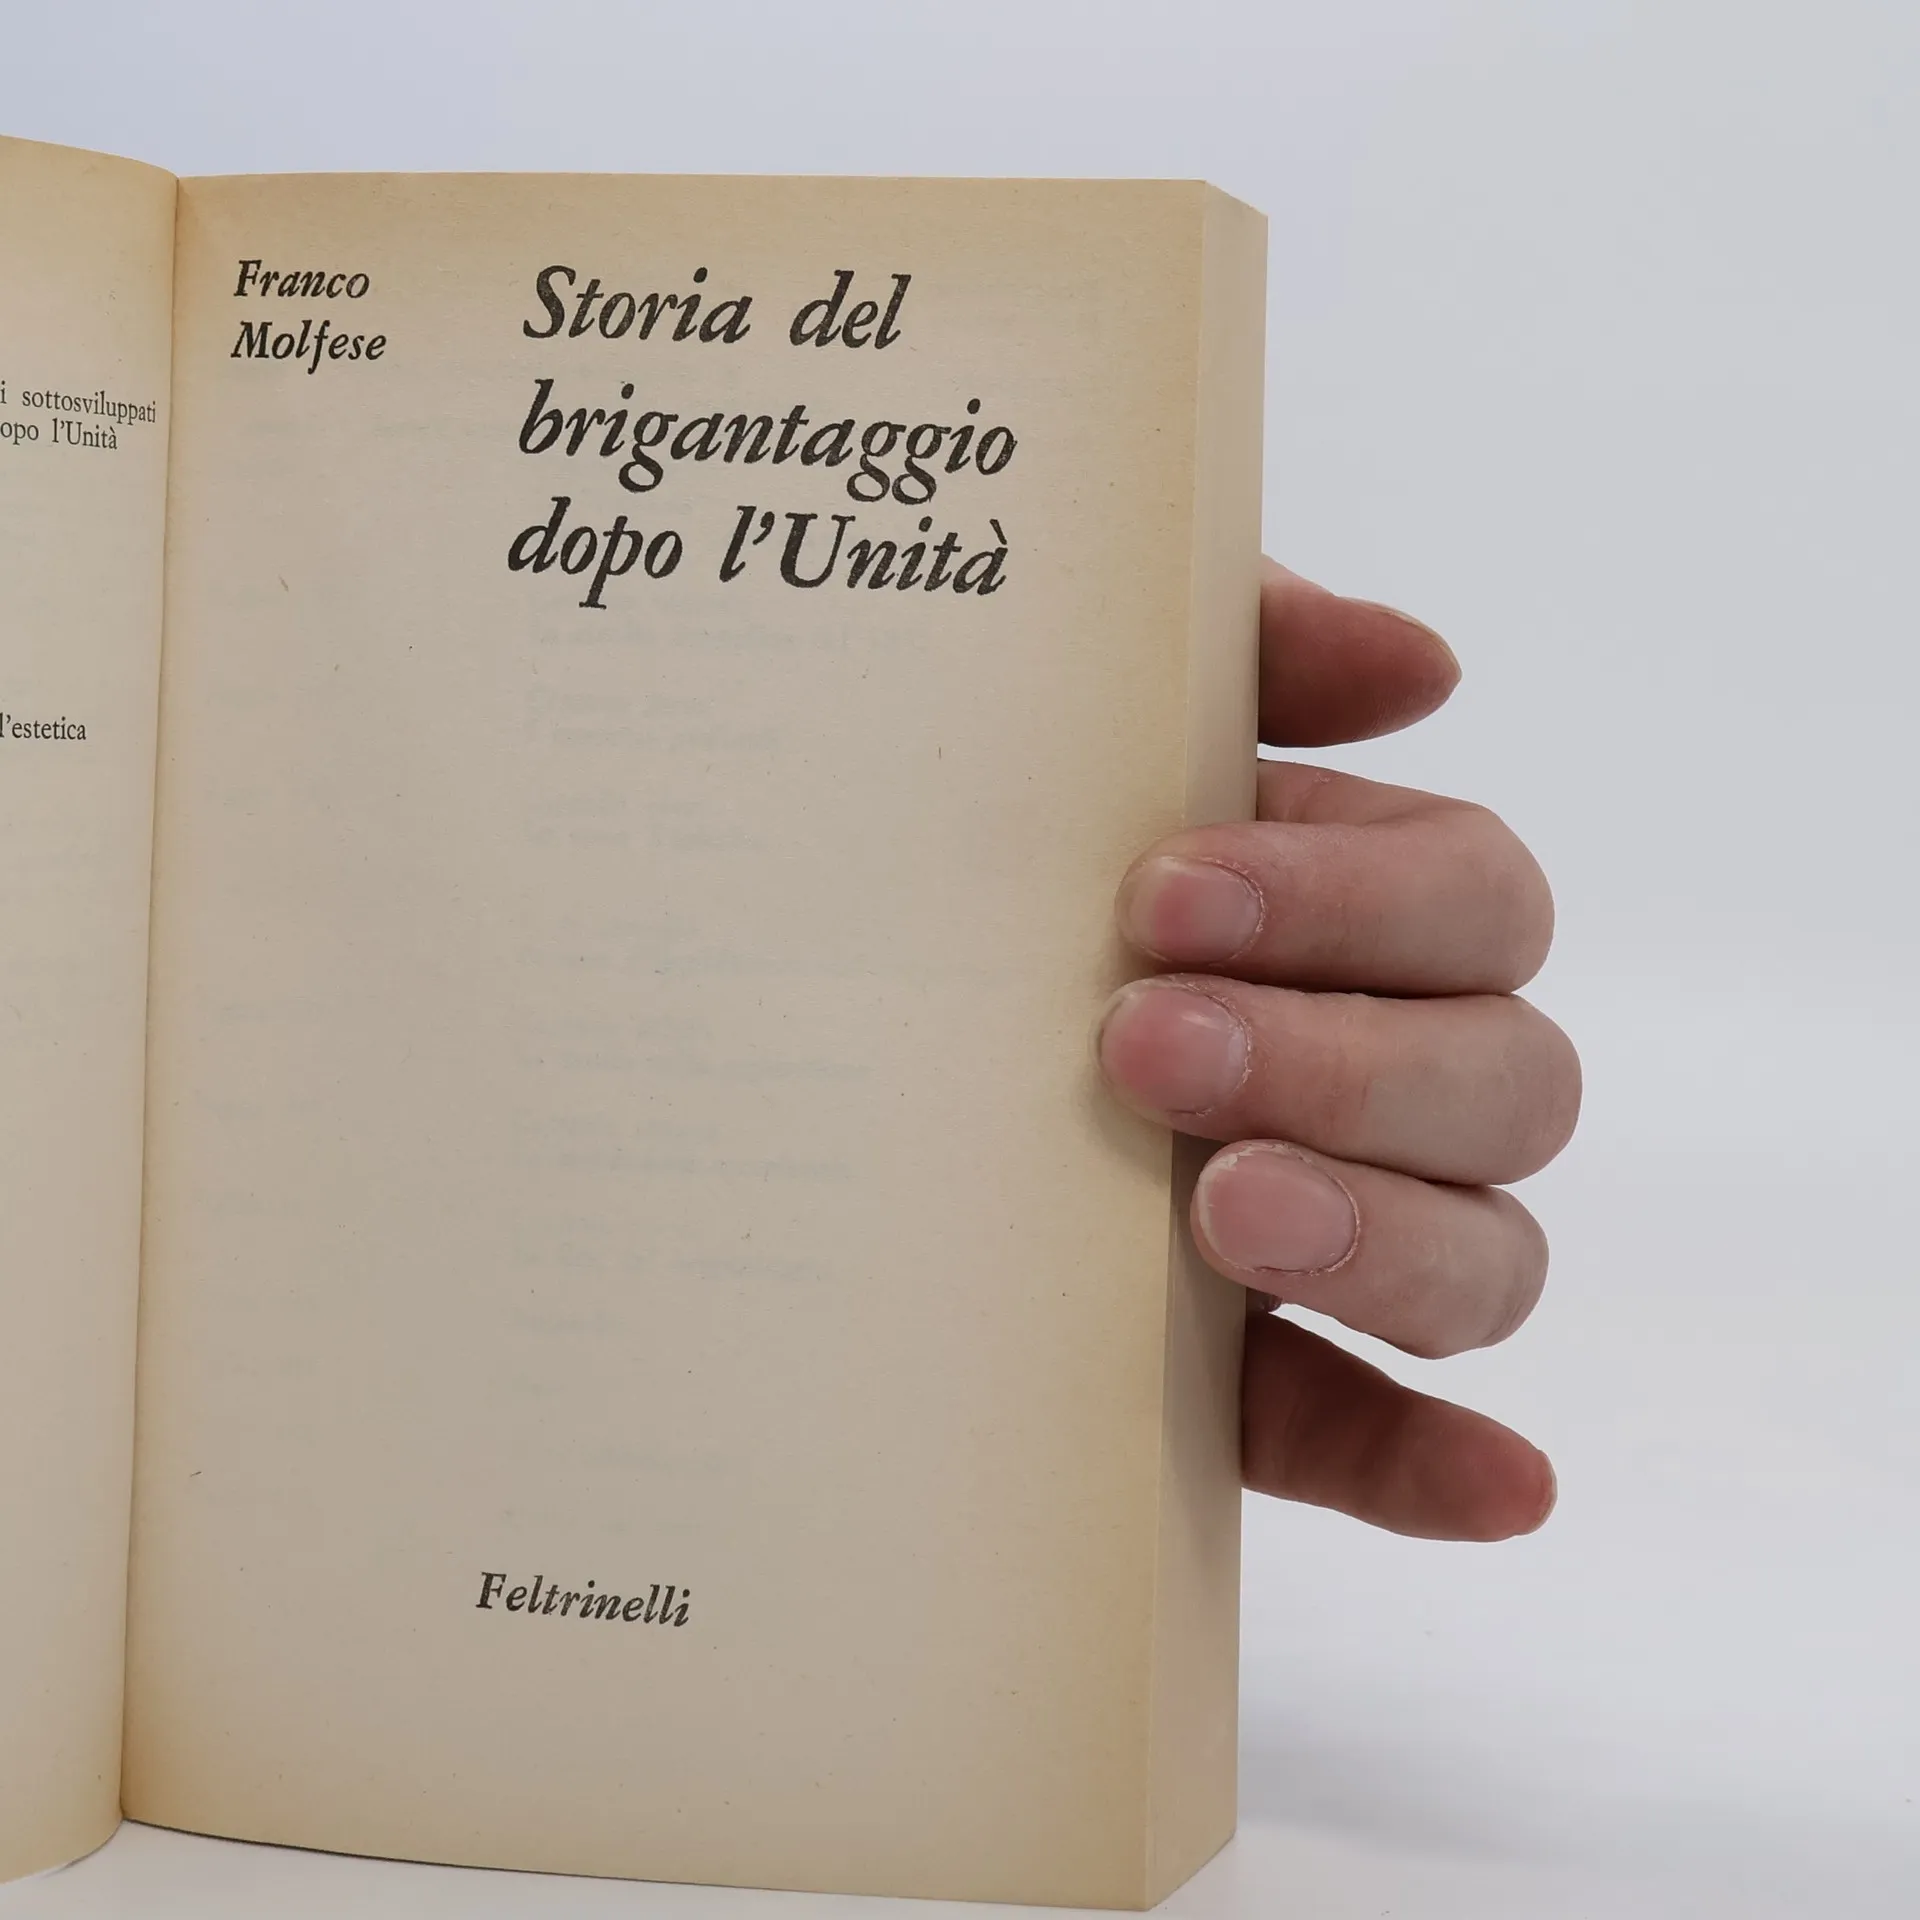 i sottosviluppati
opo l'Unità
l'estetica
Franco
Molfese
Storia del
brigantaggio
dopo l'Unità
Feltrinelli